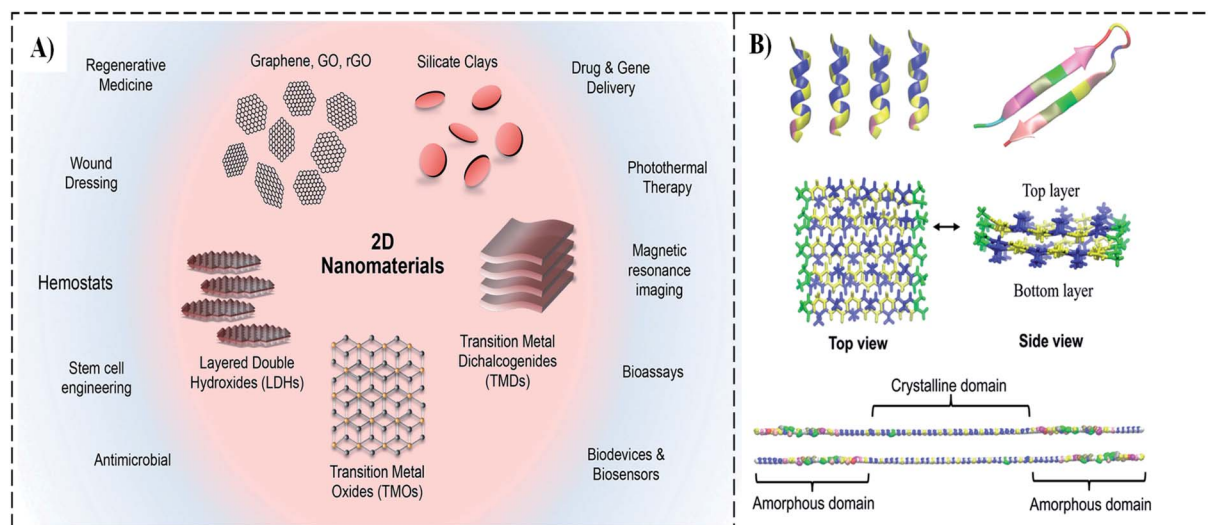 A)
Regenerative
Medicine
Wound
Dressing
Hemostats
Stem cell
engineering
Antimicrobial
Graphene, GO, rGO
Silicate Clays
2D
Nanomaterials
Layered Double
Hydroxides (LDHs)
Transition Metal
Dichalcogenides
(TMDs)
Transition Metal
Oxides (TMOs)
Drug & Gene
Delivery
Photothermal
Therapy
Magnetic
resonance
imaging
Bioassays
Biodevices &
Biosensors
B)
Top layer
Bottom layer
Top view
Side view
Crystalline domain
Amorphous domain
Amorphous domain